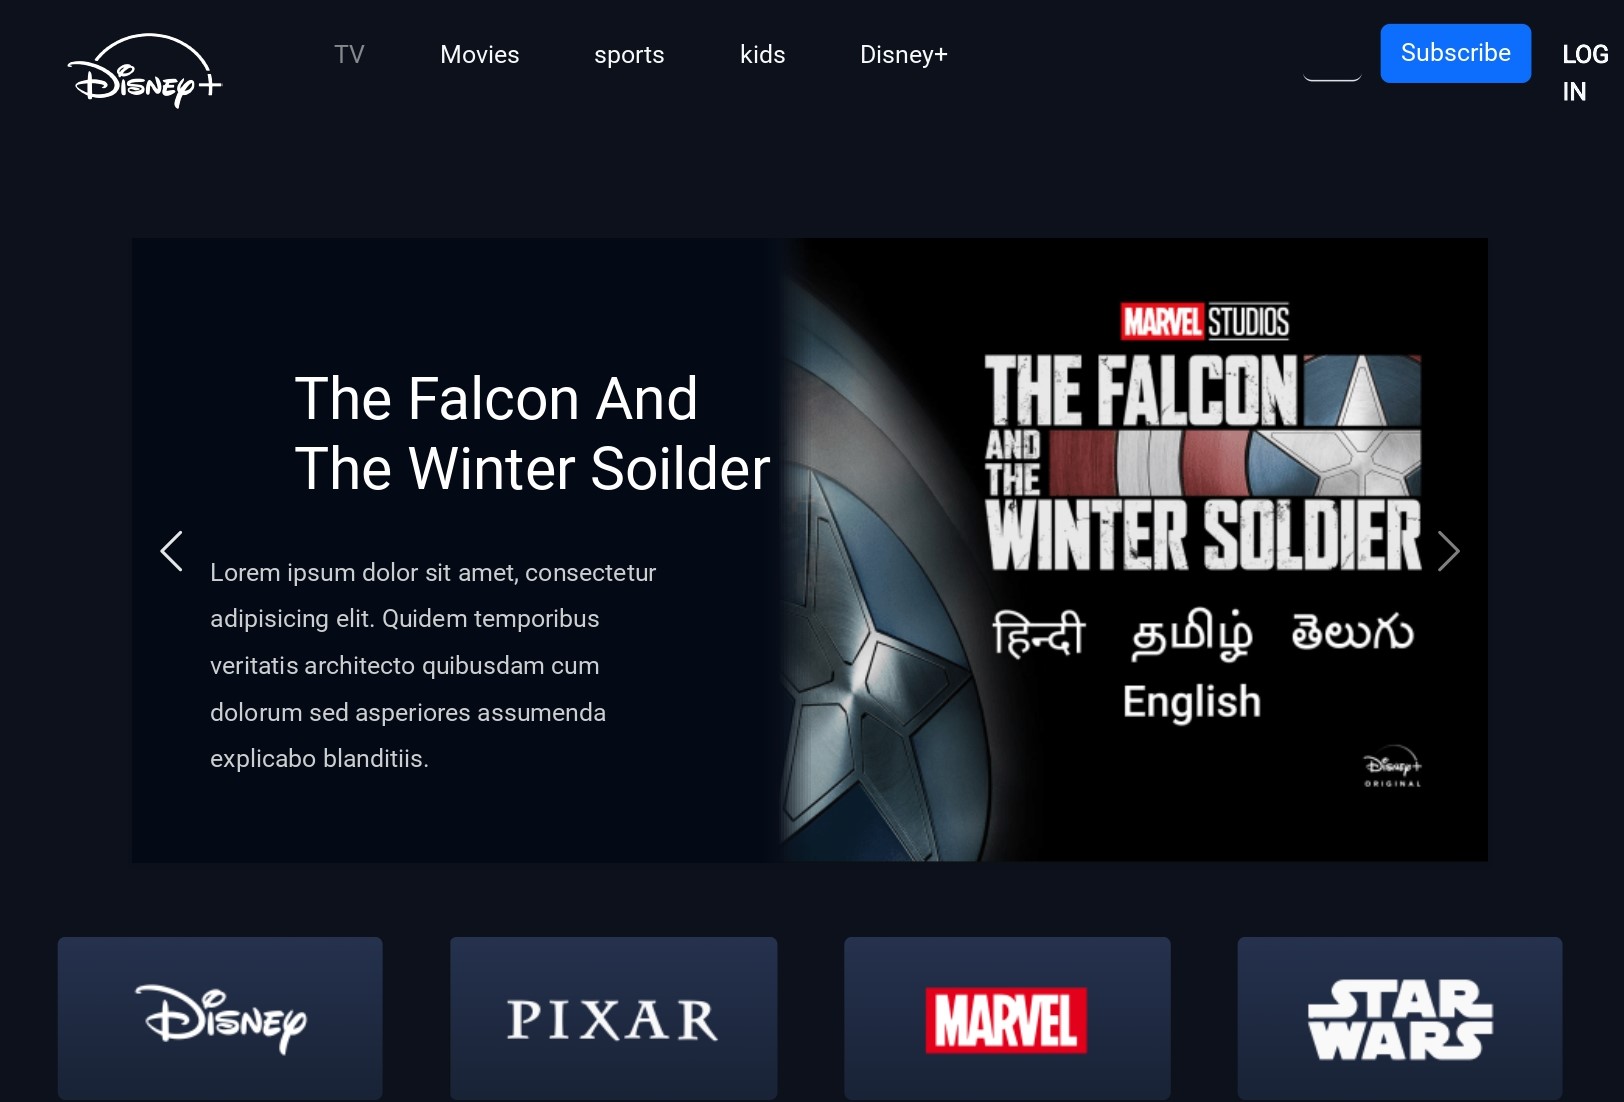 Disney+
TV Movies sports kids Disney+
Subscribe
LOG
IN
The Falcon And
The Winter Soilder
Lorem ipsum dolor sit amet, consectetur
adipisicing elit. Quidem temporibus
veritatis architecto quibusdam cum
dolorum sed asperiores assumenda
explicabo blanditiis.
MARVEL STUDIOS
THE FALCON
AND
THE
WINTER SOLDIER
हिन्दी தமிழ் తెలుగు
English
Disney+
ORIGINAL
Disney
PIXAR
MARVEL
STAR
WARS